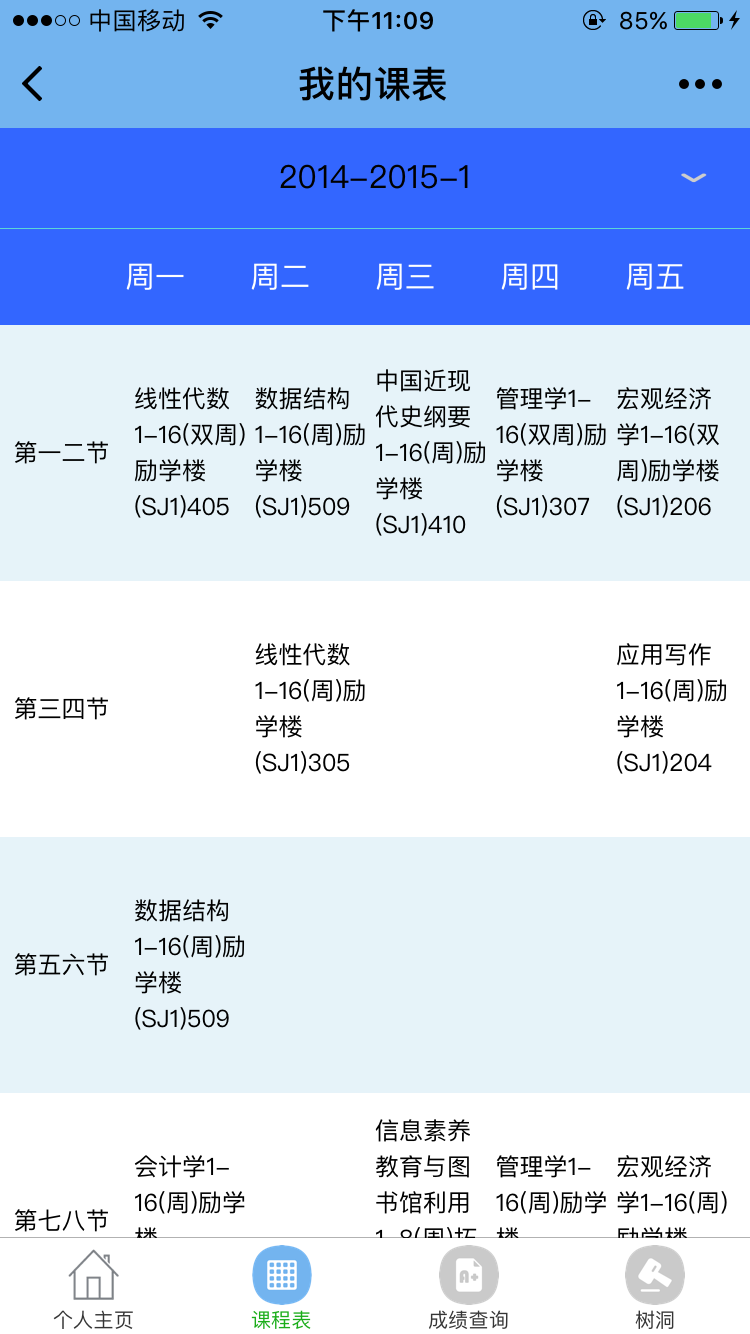 中国移动 下午11:09 85%
我的课表
2014-2015-1
周一 周二 周三 周四 周五
第一二节
线性代数
1-16(双周)
励学楼
(SJ1)405
数据结构
1-16(周)励
学楼
(SJ1)509
中国近现
代史纲要
1-16(周)励
学楼
(SJ1)410
管理学1-
16(双周)励
学楼
(SJ1)307
宏观经济
学1-16(双
周)励学楼
(SJ1)206
第三四节
线性代数
1-16(周)励
学楼
(SJ1)305
应用写作
1-16(周)励
学楼
(SJ1)204
第五六节
数据结构
1-16(周)励
学楼
(SJ1)509
第七八节
会计学1-
16(周)励学
楼
信息素养
教育与图
书馆利用
1-8(周)拓
管理学1-
16(周)励学
楼
宏观经济
学1-16(周)
励学楼
个人主页 课程表 成绩查询 树洞